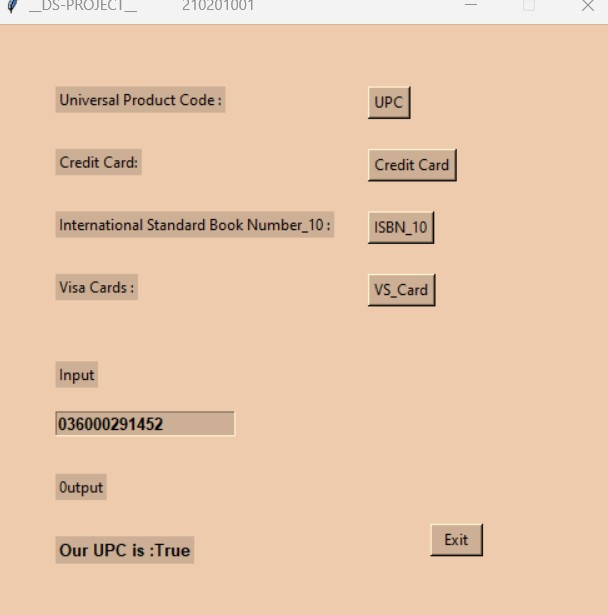 __DS-PROJECT__ 210201001
Universal Product Code : UPC
Credit Card: Credit Card
International Standard Book Number_10 : ISBN_10
Visa Cards : VS_Card
Input
036000291452
0utput
Our UPC is :True
Exit